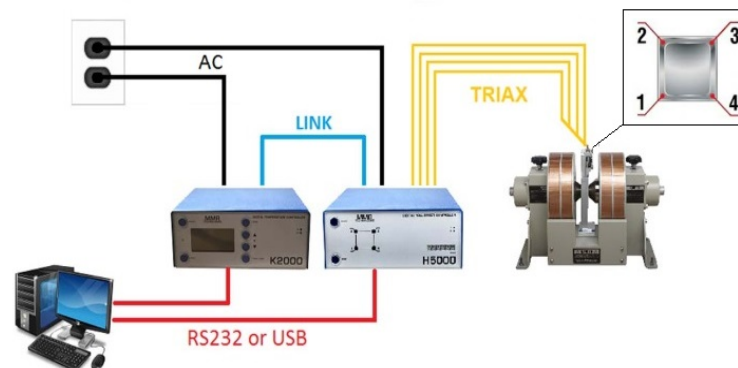 2 3
AC
TRIAX
1 4
LINK
MMR
K2000
MMR
H5000
RS232 or USB